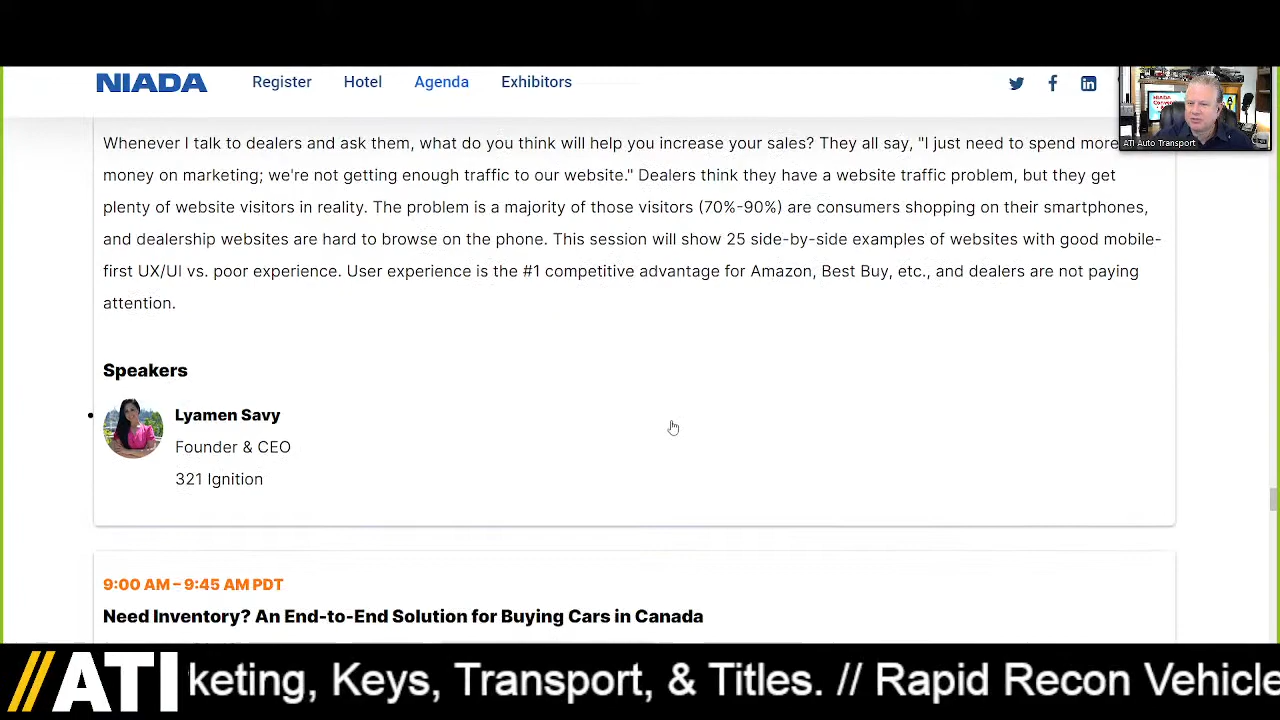 NIADA Register Hotel Agenda Exhibitors
ATI Auto Transport
Whenever I talk to dealers and ask them, what do you think will help you increase your sales? They all say, "I just need to spend more
money on marketing; we're not getting enough traffic to our website." Dealers think they have a website traffic problem, but they get
plenty of website visitors in reality. The problem is a majority of those visitors (70%-90%) are consumers shopping on their smartphones,
and dealership websites are hard to browse on the phone. This session will show 25 side-by-side examples of websites with good mobile-
first UX/UI vs. poor experience. User experience is the #1 competitive advantage for Amazon, Best Buy, etc., and dealers are not paying
attention.
Speakers
Lyamen Savy
Founder & CEO
321 Ignition
9:00 AM – 9:45 AM PDT
Need Inventory? An End-to-End Solution for Buying Cars in Canada
//ATI keting, Keys, Transport, & Titles. // Rapid Recon Vehicle